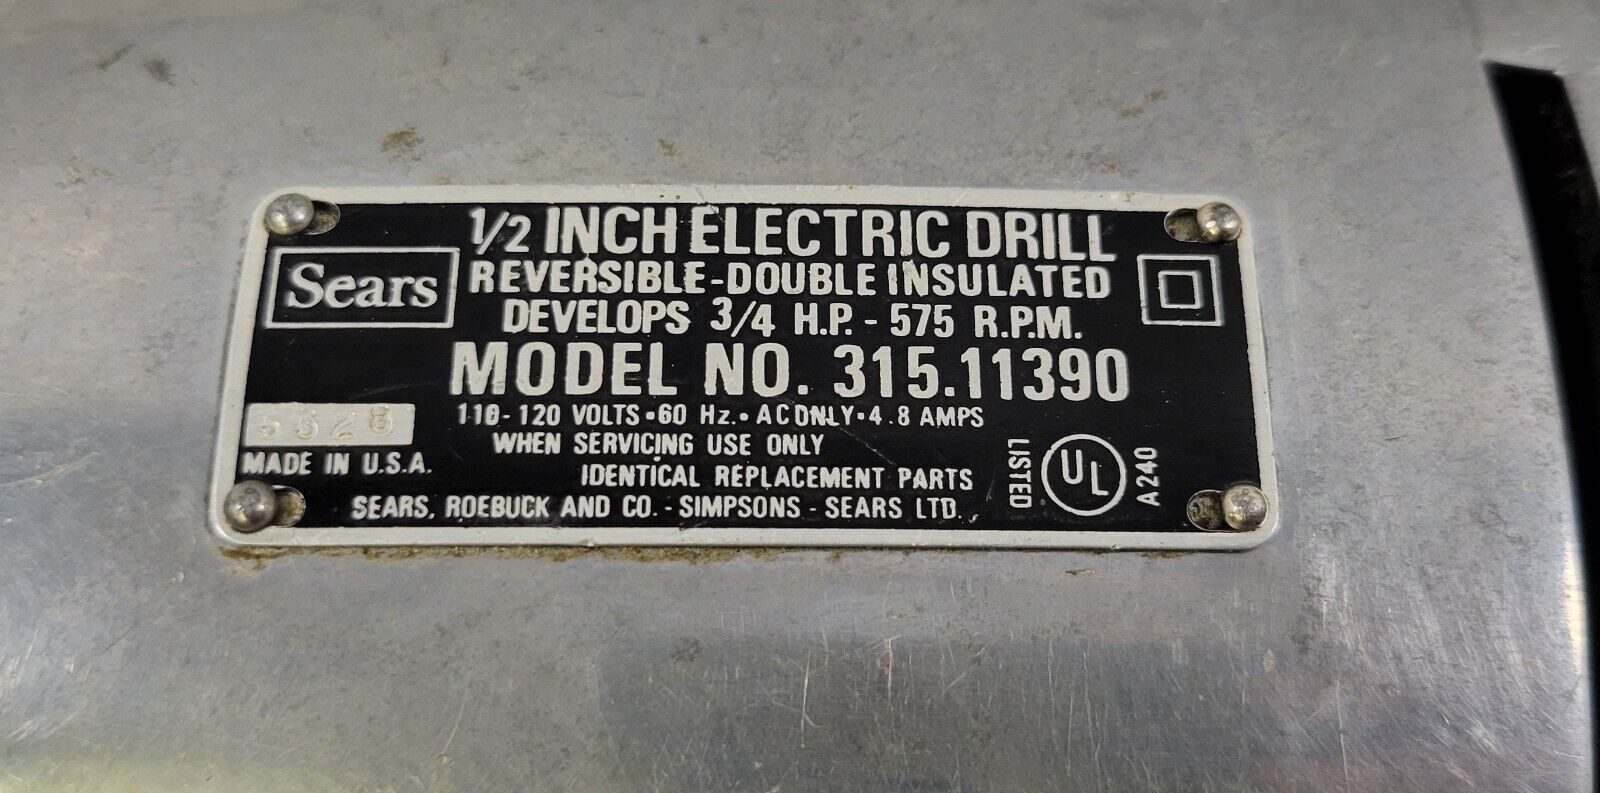 1/2 INCH ELECTRIC DRILL
Sears
REVERSIBLE-DOUBLE INSULATED
DEVELOPS 3/4 H.P. - 575 R.P.M.
MODEL NO. 315.11390
110-120 VOLTS • 60 Hz. • AC ONLY • 4.8 AMPS
5628
WHEN SERVICING USE ONLY
MADE IN U.S.A.
IDENTICAL REPLACEMENT PARTS
SEARS, ROEBUCK AND CO. - SIMPSONS - SEARS LTD.
LISTED
UL
A240